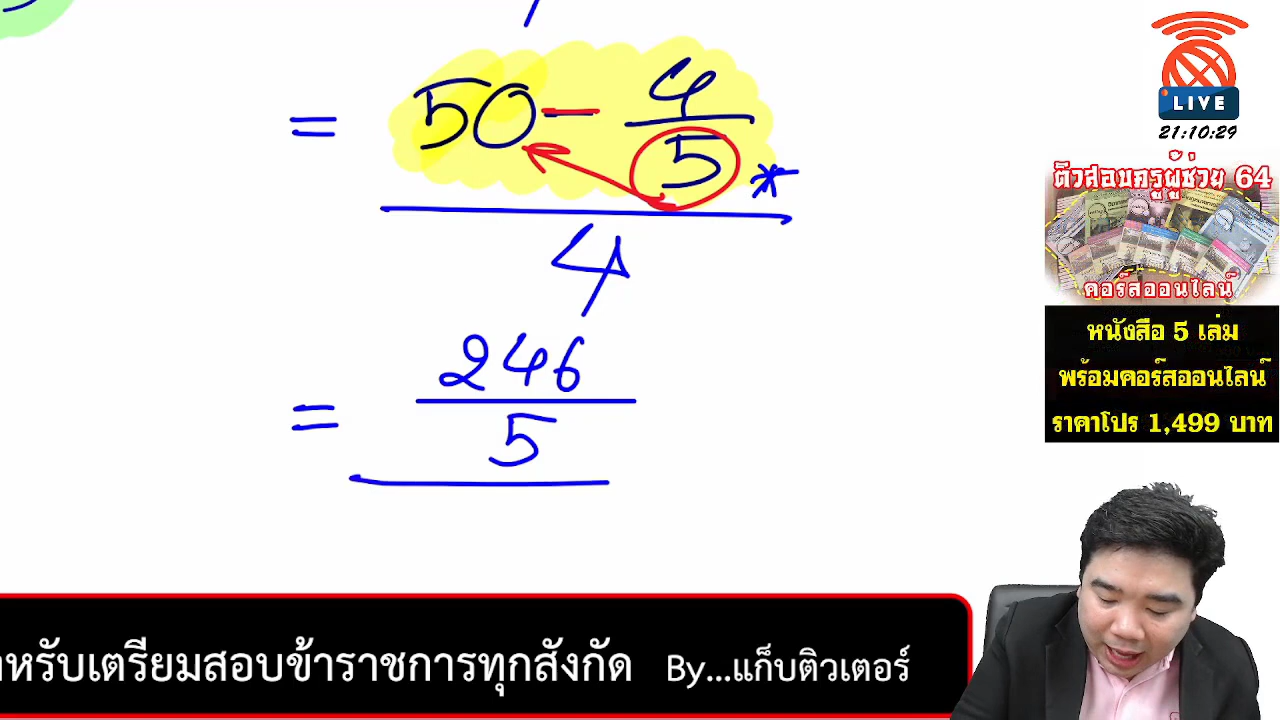 = 50 - 4/5 *
4
= 246/5
LIVE
21:10:29
ติวสอบครูผู้ช่วย 64
คอร์สออนไลน์
หนังสือ 5 เล่ม
พร้อมคอร์สออนไลน์
ราคาโปร 1,499 บาท
หรับเตรียมสอบข้าราชการทุกสังกัด By...แก็บติวเตอร์